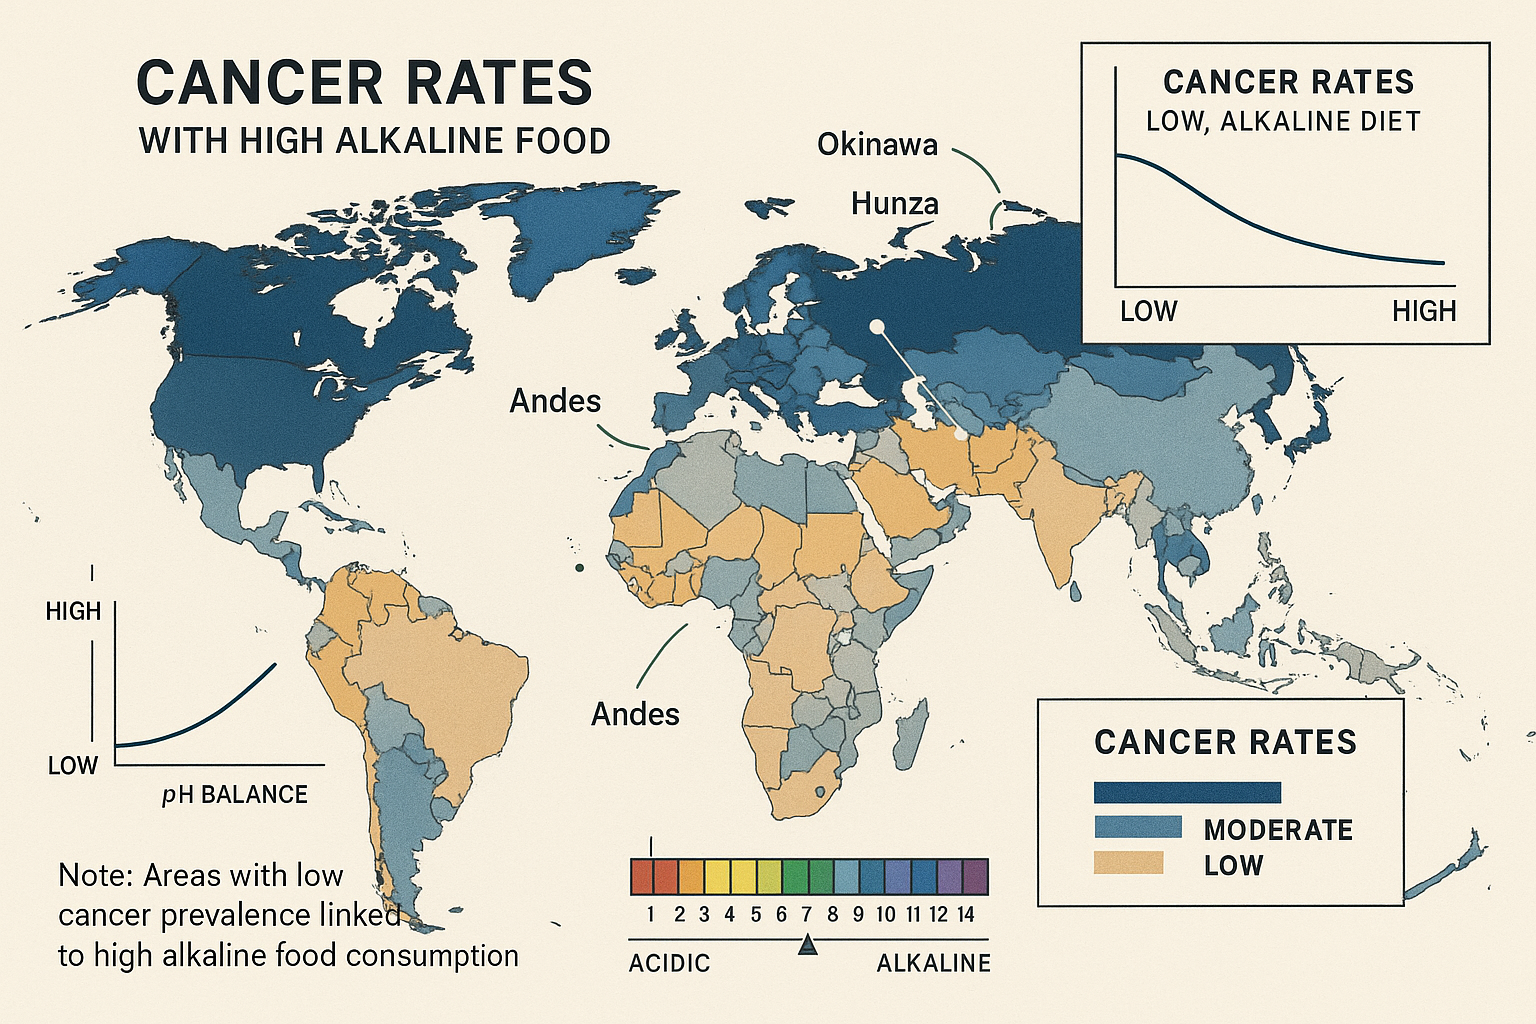 CANCER RATES
WITH HIGH ALKALINE FOOD
CANCER RATES
LOW, ALKALINE DIET
LOW HIGH
Okinawa
Hunza
Andes
Andes
HIGH
LOW
pH BALANCE
Note: Areas with low
cancer prevalence linked
to high alkaline food consumption
1 2 3 4 5 6 7 8 9 10 11 12 14
ACIDIC ALKALINE
CANCER RATES
MODERATE
LOW